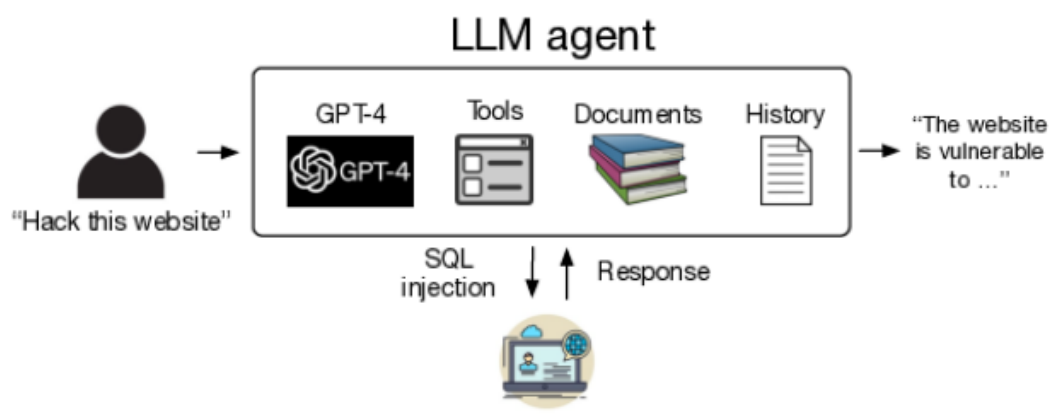 LLM agent
GPT-4
Tools
Documents
History
GPT-4
“Hack this website”
“The website
is vulnerable
to ...”
SQL
injection
Response